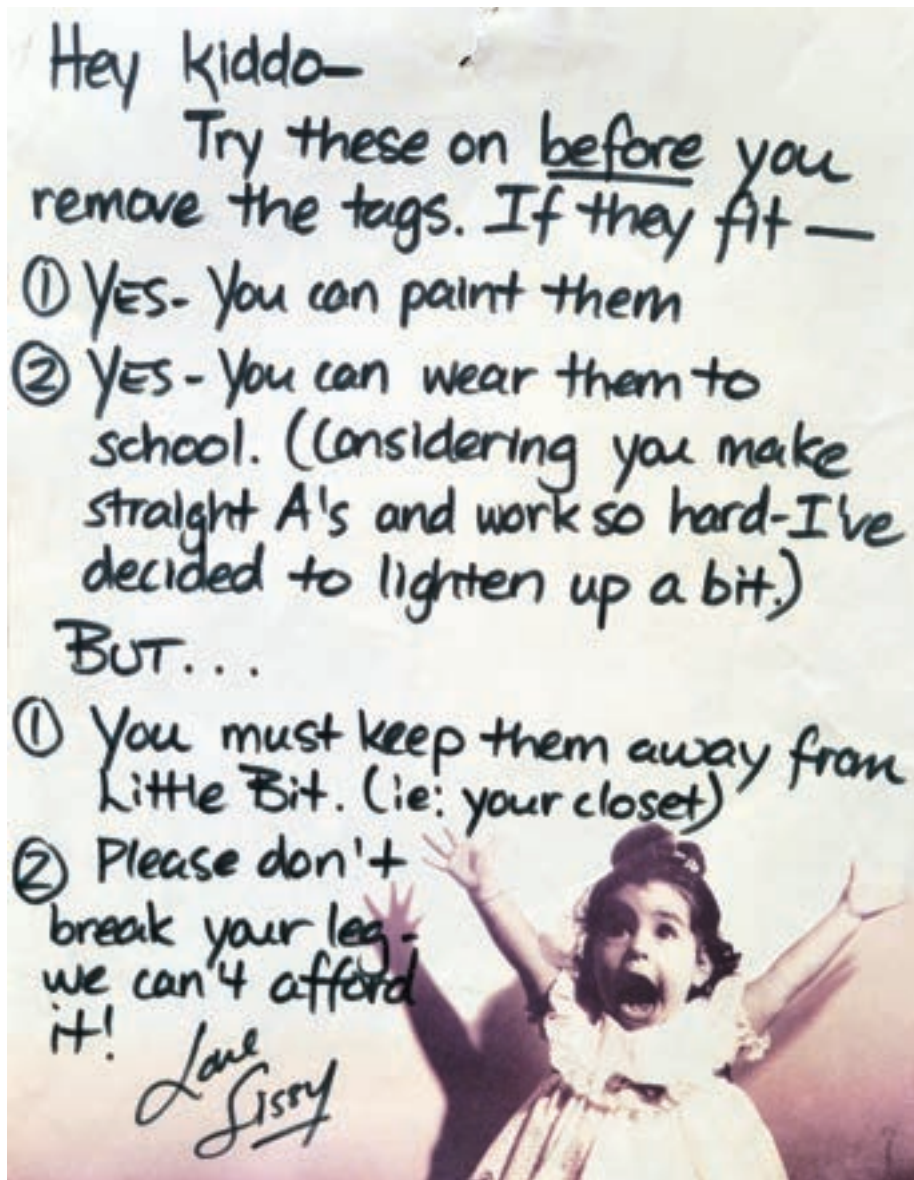 Hey kiddo—
Try these on before you
remove the tags. If they fit —
① YES- You can paint them
② YES - You can wear them to
school. (Considering you make
straight A's and work so hard-I've
decided to lighten up a bit.)
BUT...
① You must keep them away from
Little Bit. (ie: your closet)
② Please don't
break your leg-
we can't afford
it!
Love
Sissy